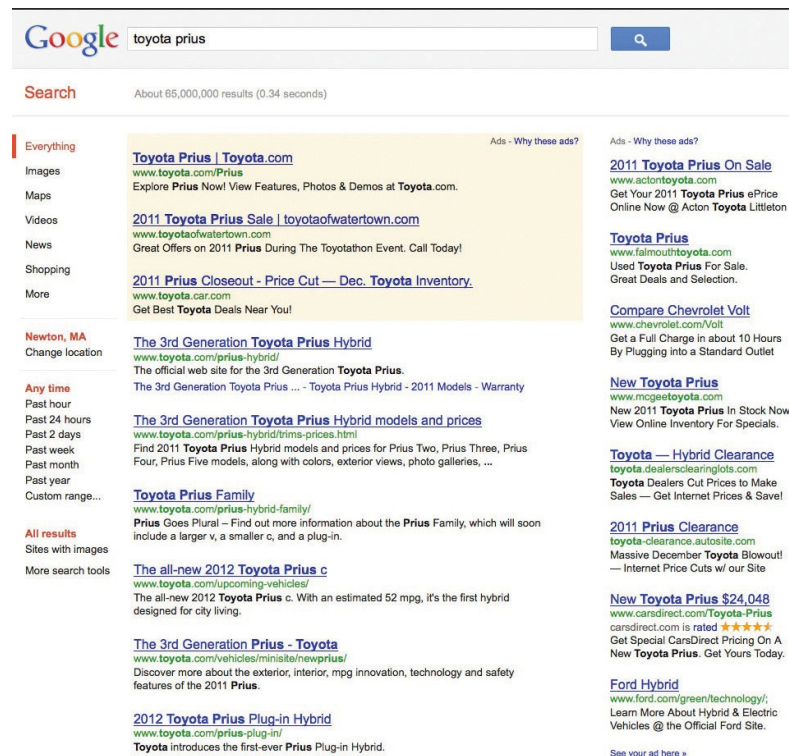 Google
toyota prius
Search
About 65,000,000 results (0.34 seconds)
Everything
Images
Maps
Videos
News
Shopping
More
Newton, MA
Change location
Any time
Past hour
Past 24 hours
Past 2 days
Past week
Past month
Past year
Custom range...
All results
Sites with images
More search tools
Ads - Why these ads?
Toyota Prius | Toyota.com
www.toyota.com/Prius
Explore Prius Now! View Features, Photos & Demos at Toyota.com.
2011 Toyota Prius Sale | toyotaofwatertown.com
www.toyotaofwatertown.com
Great Offers on 2011 Prius During The Toyotathon Event. Call Today!
2011 Prius Closeout - Price Cut — Dec. Toyota Inventory.
www.toyota.car.com
Get Best Toyota Deals Near You!
The 3rd Generation Toyota Prius Hybrid
www.toyota.com/prius-hybrid/
The official web site for the 3rd Generation Toyota Prius.
The 3rd Generation Toyota Prius ... - Toyota Prius Hybrid - 2011 Models - Warranty
The 3rd Generation Toyota Prius Hybrid models and prices
www.toyota.com/prius-hybrid/trims-prices.html
Find 2011 Toyota Prius Hybrid models and prices for Prius Two, Prius Three, Prius
Four, Prius Five models, along with colors, exterior views, photo galleries, ...
Toyota Prius Family
www.toyota.com/prius-hybrid-family/
Prius Goes Plural – Find out more information about the Prius Family, which will soon
include a larger v, a smaller c, and a plug-in.
The all-new 2012 Toyota Prius c
www.toyota.com/upcoming-vehicles/
The all-new 2012 Toyota Prius c. With an estimated 52 mpg, it's the first hybrid
designed for city living.
The 3rd Generation Prius - Toyota
www.toyota.com/vehicles/minisite/newprius/
Discover more about the exterior, interior, mpg innovation, technology and safety
features of the 2011 Prius.
2012 Toyota Prius Plug-in Hybrid
www.toyota.com/prius-plug-in/
Toyota introduces the first-ever Prius Plug-in Hybrid.
Ads - Why these ads?
2011 Toyota Prius On Sale
www.actontoyota.com
Get Your 2011 Toyota Prius ePrice
Online Now @ Acton Toyota Littleton
Toyota Prius
www.falmouthtoyota.com
Used Toyota Prius For Sale.
Great Deals and Selection.
Compare Chevrolet Volt
www.chevrolet.com/Volt
Get a Full Charge in about 10 Hours
By Plugging into a Standard Outlet
New Toyota Prius
www.mcgeetoyota.com
New 2011 Toyota Prius In Stock Now
View Online Inventory For Specials.
Toyota — Hybrid Clearance
toyota.dealersclearinglots.com
Toyota Dealers Cut Prices to Make
Sales — Get Internet Prices & Save!
2011 Prius Clearance
toyota-clearance.autosite.com
Massive December Toyota Blowout!
— Internet Price Cuts w/ our Site
New Toyota Prius $24,048
www.carsdirect.com/Toyota-Prius
carsdirect.com is rated
Get Special CarsDirect Pricing On A
New Toyota Prius. Get Yours Today.
Ford Hybrid
www.ford.com/green/technology/;
Learn More About Hybrid & Electric
Vehicles @ the Official Ford Site.
See your ad here »